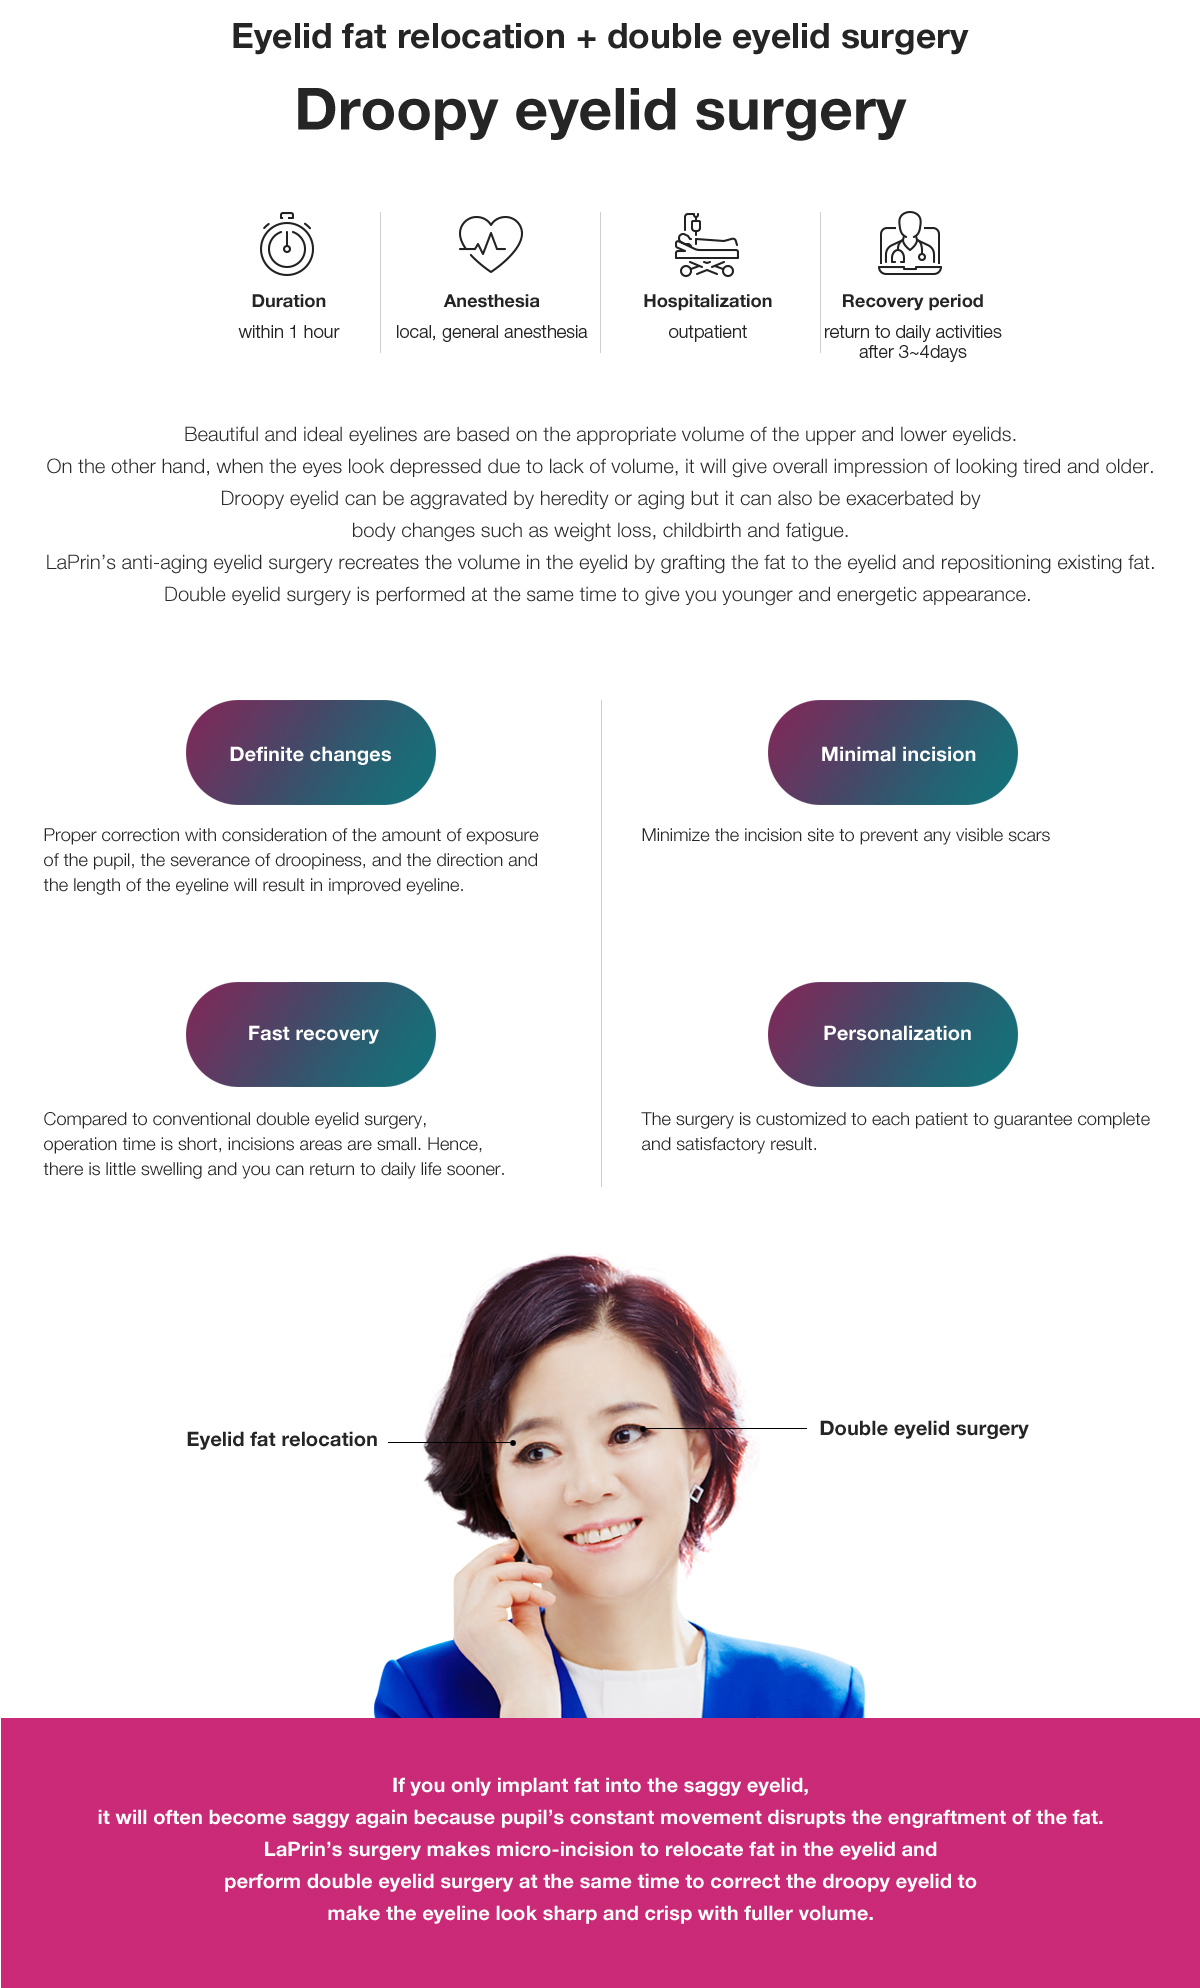 Eyelid fat relocation + double eyelid surgery
Droopy eyelid surgery
Duration
within 1 hour
Anesthesia
local, general anesthesia
Hospitalization
outpatient
Recovery period
return to daily activities
after 3~4days
Beautiful and ideal eyelines are based on the appropriate volume of the upper and lower eyelids.
On the other hand, when the eyes look depressed due to lack of volume, it will give overall impression of looking tired and older.
Droopy eyelid can be aggravated by heredity or aging but it can also be exacerbated by
body changes such as weight loss, childbirth and fatigue.
LaPrin’s anti-aging eyelid surgery recreates the volume in the eyelid by grafting the fat to the eyelid and repositioning existing fat.
Double eyelid surgery is performed at the same time to give you younger and energetic appearance.
Definite changes
Proper correction with consideration of the amount of exposure
of the pupil, the severance of droopiness, and the direction and
the length of the eyeline will result in improved eyeline.
Minimal incision
Minimize the incision site to prevent any visible scars
Fast recovery
Compared to conventional double eyelid surgery,
operation time is short, incisions areas are small. Hence,
there is little swelling and you can return to daily life sooner.
Personalization
The surgery is customized to each patient to guarantee complete
and satisfactory result.
Eyelid fat relocation
Double eyelid surgery
If you only implant fat into the saggy eyelid,
it will often become saggy again because pupil’s constant movement disrupts the engraftment of the fat.
LaPrin’s surgery makes micro-incision to relocate fat in the eyelid and
perform double eyelid surgery at the same time to correct the droopy eyelid to
make the eyeline look sharp and crisp with fuller volume.